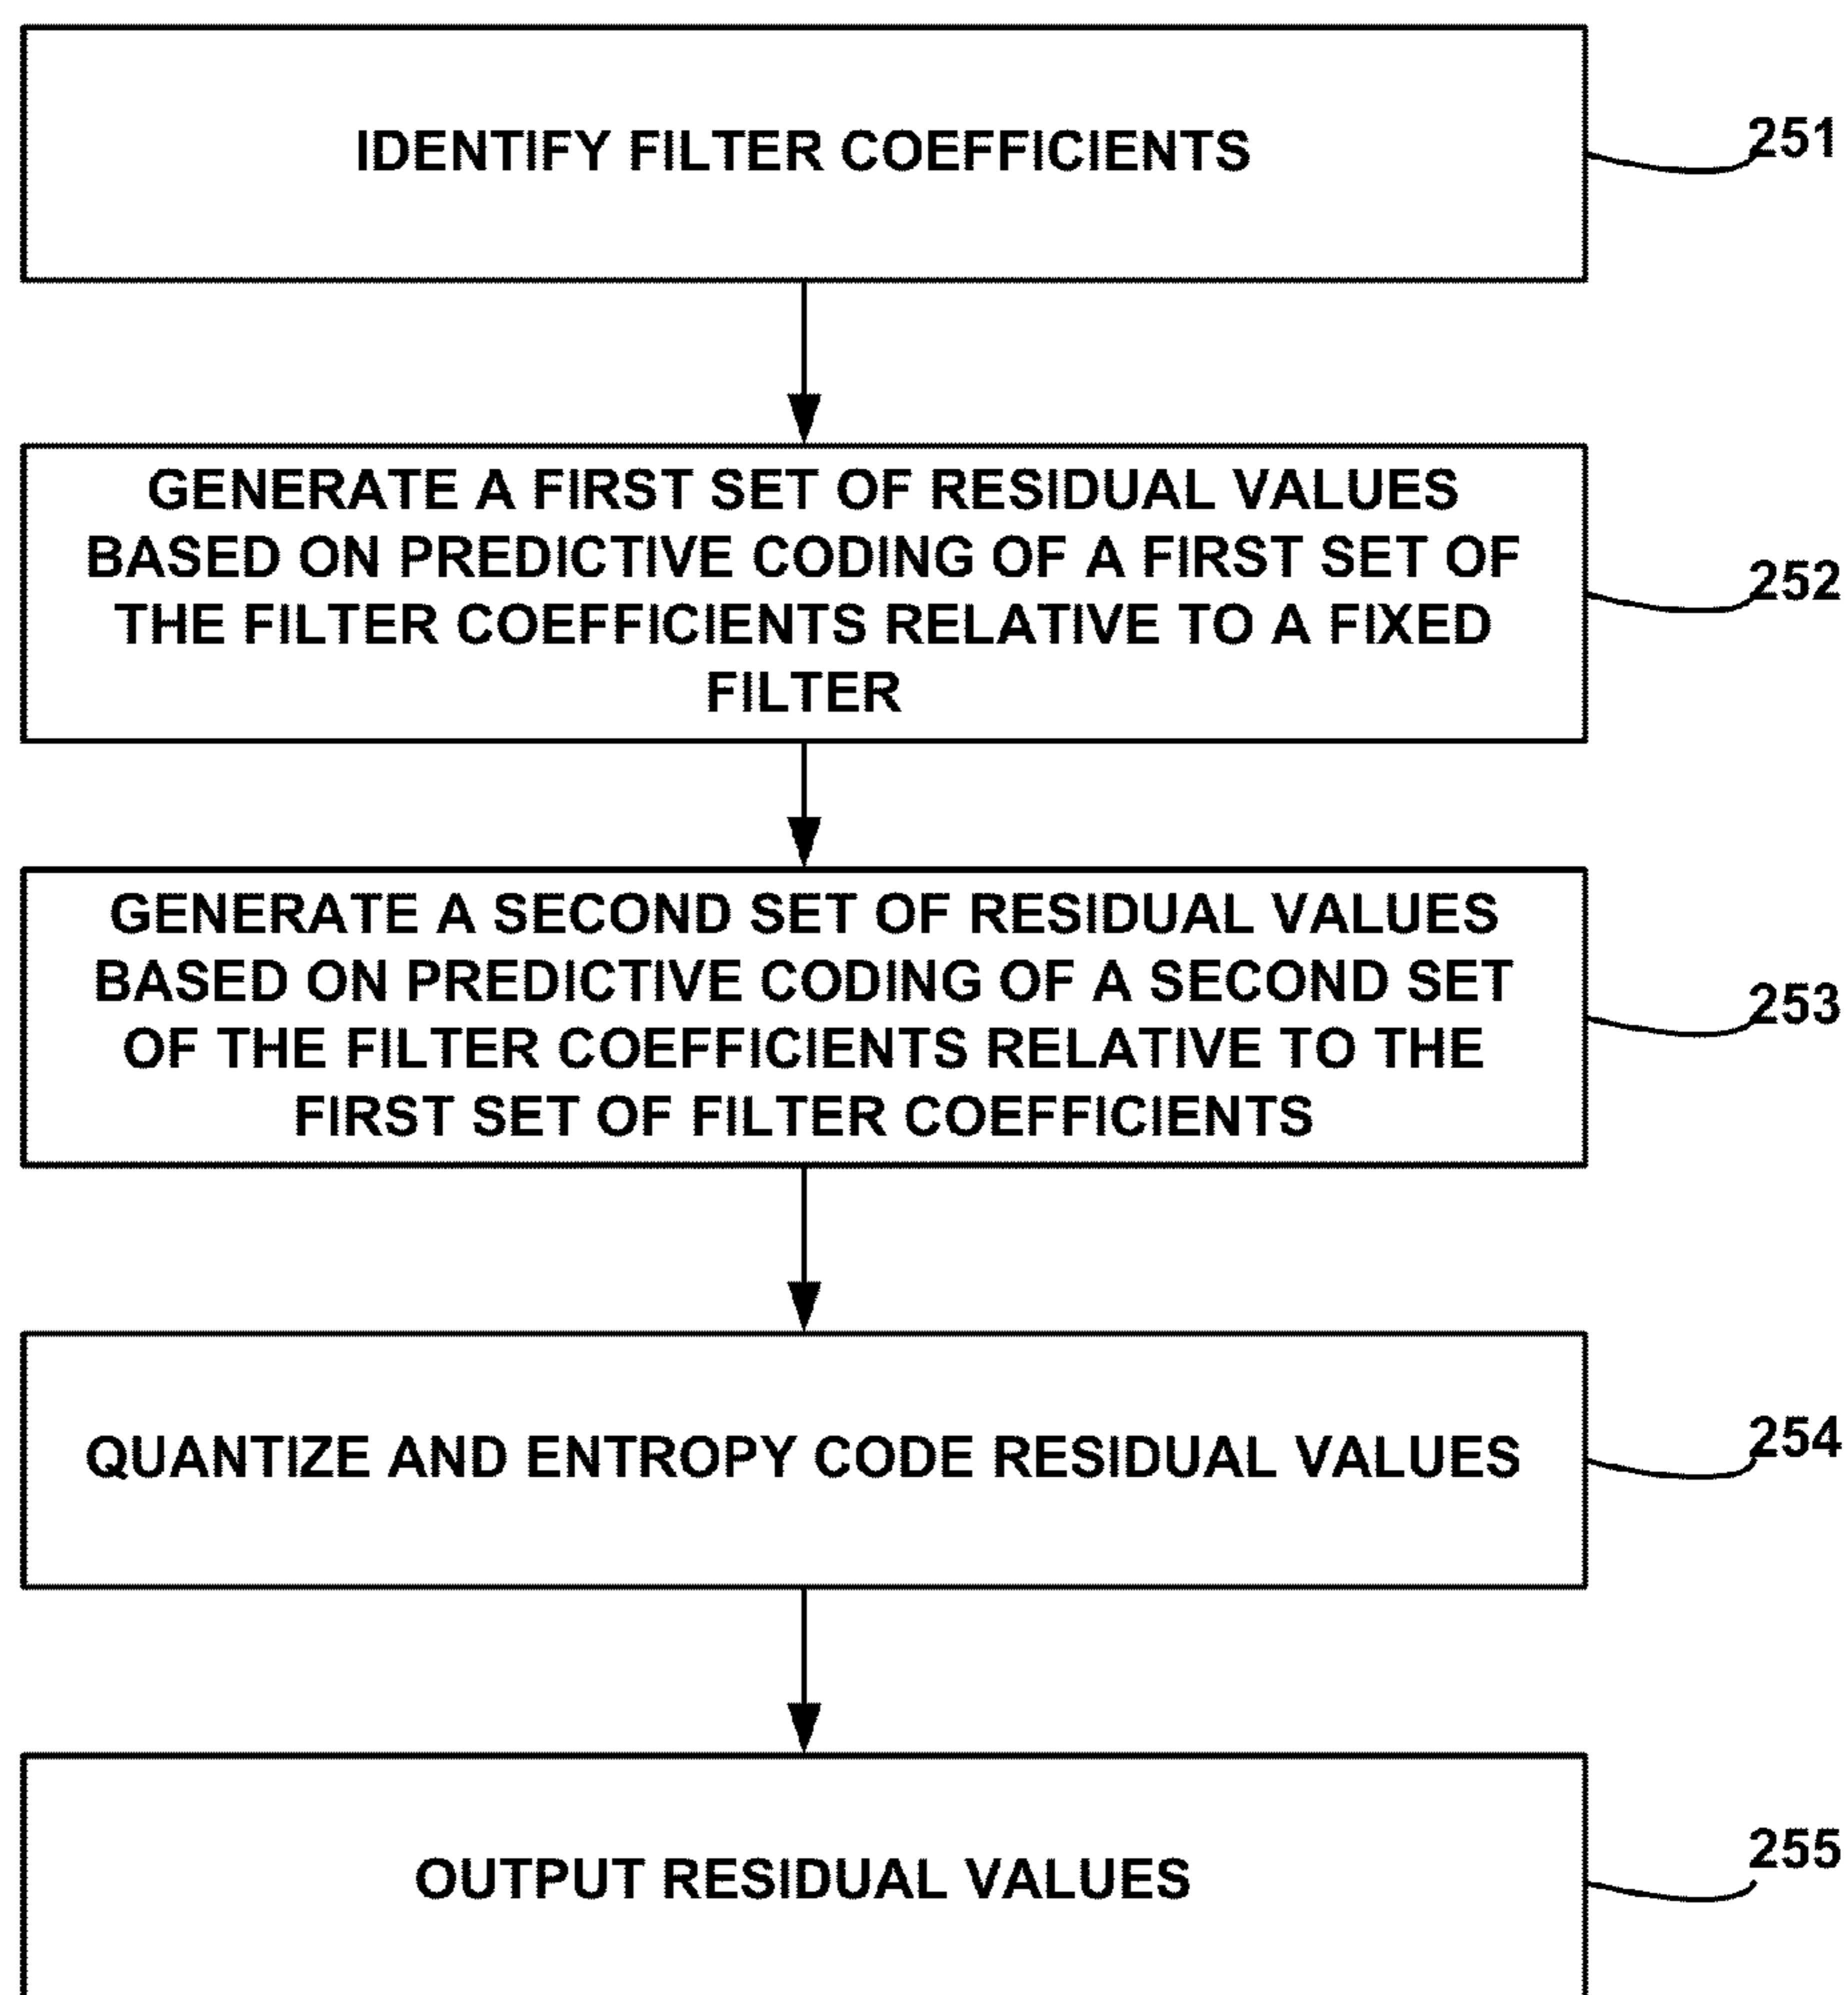 IDENTIFY FILTER COEFFICIENTS
251
GENERATE A FIRST SET OF RESIDUAL VALUES
BASED ON PREDICTIVE CODING OF A FIRST SET OF
THE FILTER COEFFICIENTS RELATIVE TO A FIXED
FILTER
252
GENERATE A SECOND SET OF RESIDUAL VALUES
BASED ON PREDICTIVE CODING OF A SECOND SET
OF THE FILTER COEFFICIENTS RELATIVE TO THE
FIRST SET OF FILTER COEFFICIENTS
253
QUANTIZE AND ENTROPY CODE RESIDUAL VALUES
254
OUTPUT RESIDUAL VALUES
255